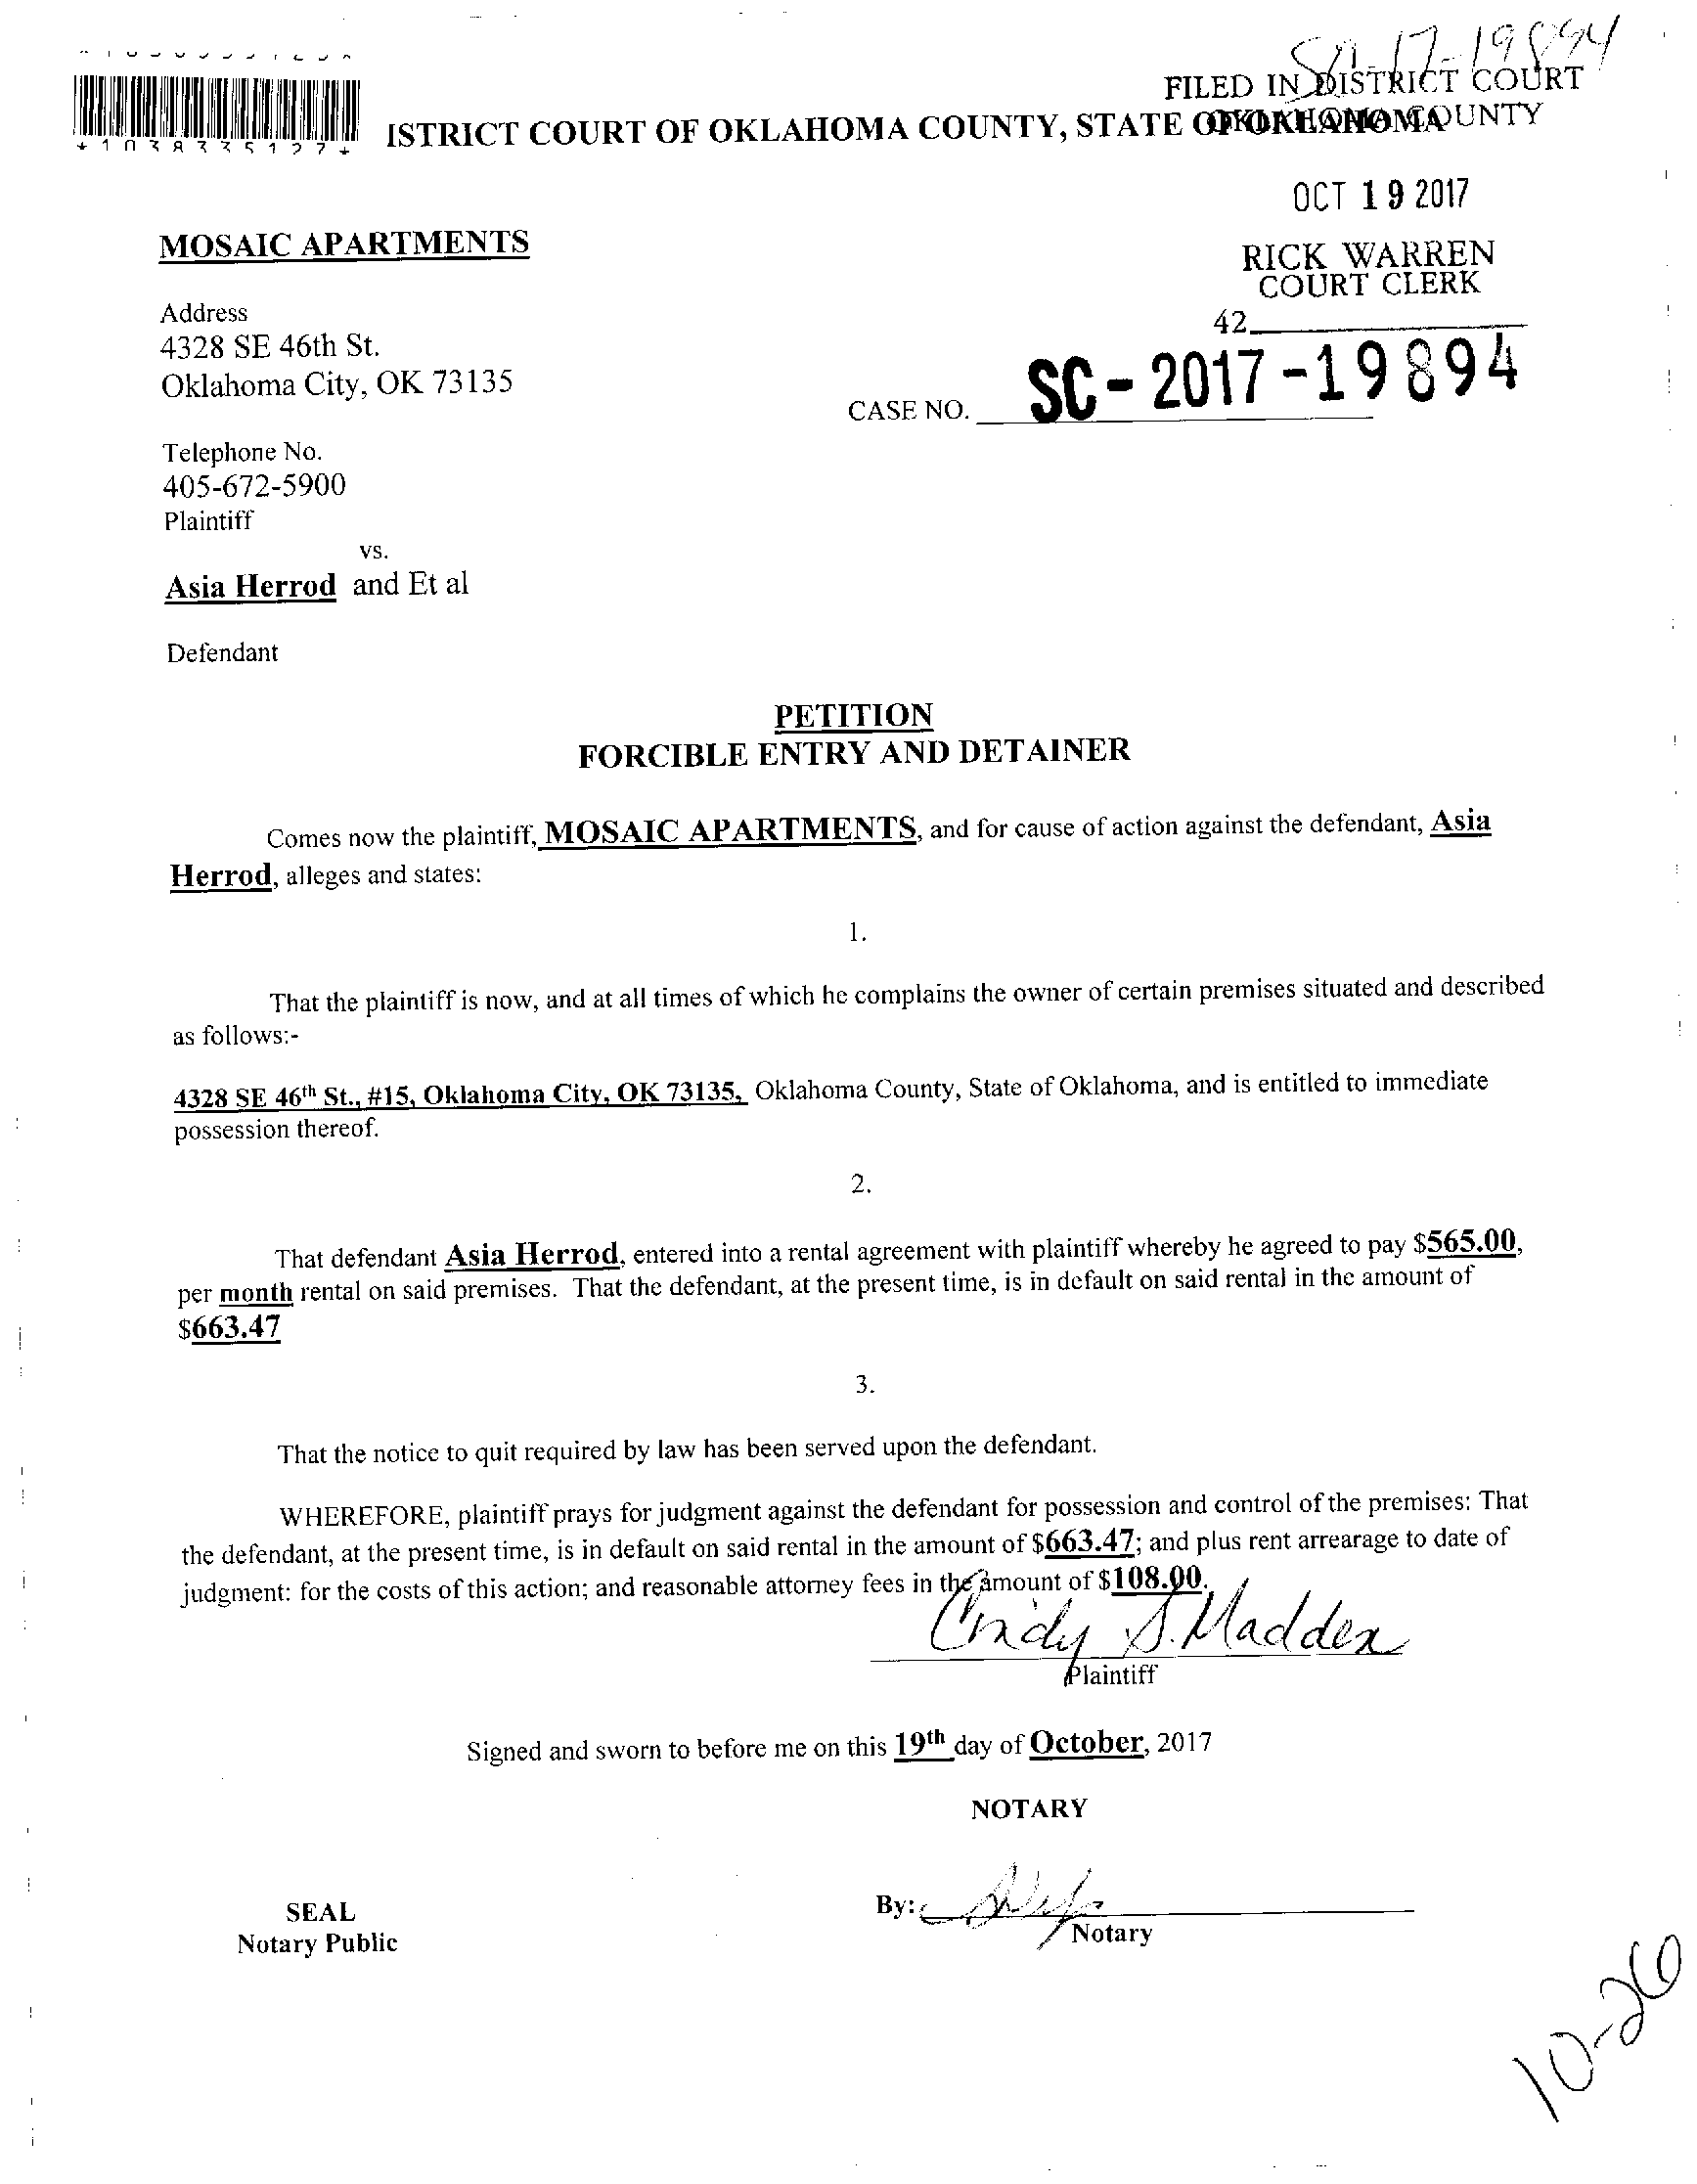 SC-17-19894
FILED IN DISTRICT COURT
OKLAHOMA COUNTY
ISTRICT COURT OF OKLAHOMA COUNTY, STATE OF OKLAHOMA
OCT 19 2017
MOSAIC APARTMENTS
RICK WARREN
COURT CLERK
42
Address
4328 SE 46th St.
Oklahoma City, OK 73135
CASE NO. SC-2017-19894
Telephone No.
405-672-5900
Plaintiff
vs.
Asia Herrod and Et al
Defendant
PETITION
FORCIBLE ENTRY AND DETAINER
Comes now the plaintiff, MOSAIC APARTMENTS, and for cause of action against the defendant, Asia
Herrod, alleges and states:
1.
That the plaintiff is now, and at all times of which he complains the owner of certain premises situated and described
as follows:-
4328 SE 46th St., #15, Oklahoma City, OK 73135, Oklahoma County, State of Oklahoma, and is entitled to immediate
possession thereof.
2.
That defendant Asia Herrod, entered into a rental agreement with plaintiff whereby he agreed to pay $565.00,
per month rental on said premises. That the defendant, at the present time, is in default on said rental in the amount of
$663.47
3.
That the notice to quit required by law has been served upon the defendant.
WHEREFORE, plaintiff prays for judgment against the defendant for possession and control of the premises: That
the defendant, at the present time, is in default on said rental in the amount of $663.47; and plus rent arrearage to date of
judgment: for the costs of this action; and reasonable attorney fees in the amount of $108.00.
Cindy S. Madden
Plaintiff
Signed and sworn to before me on this 19th day of October, 2017
NOTARY
SEAL
By:
Notary Public
Notary
10-26